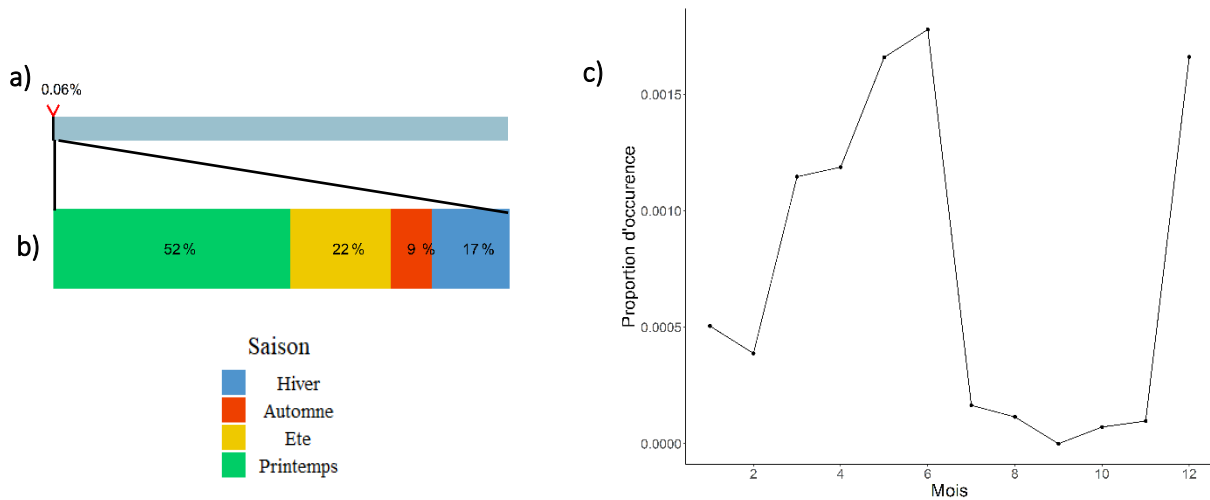 a)
0.06%
b)
52 %
22 %
9 %
17 %
Saison
Hiver
Automne
Ete
Printemps
c)
Proportion d'occurence
0.0015
0.0010
0.0005
0.0000
2 4 6 8 10 12
Mois